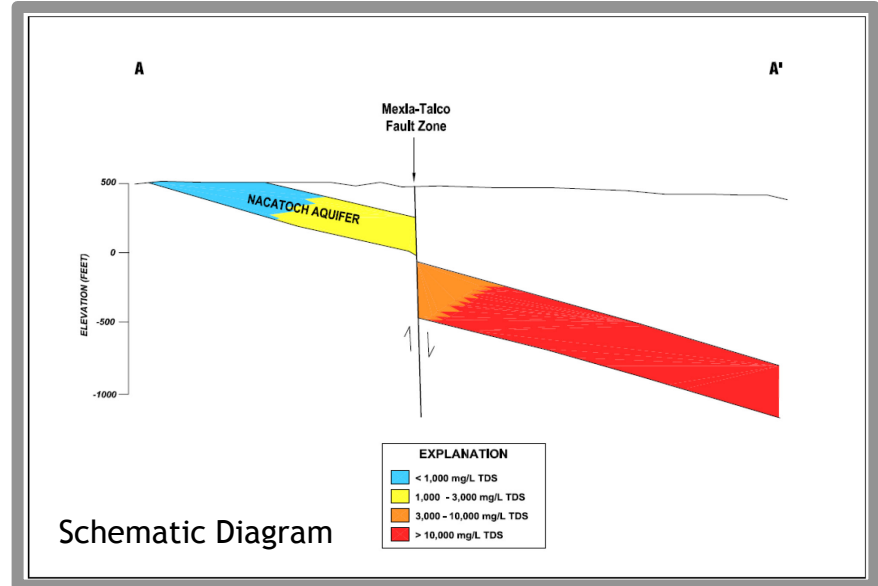 A
A'
Mexla-Talco
Fault Zone
500
NACATOCH AQUIFER
0
ELEVATION (FEET)
-500
-1000
EXPLANATION
< 1,000 mg/L TDS
1,000 - 3,000 mg/L TDS
3,000 - 10,000 mg/L TDS
> 10,000 mg/L TDS
Schematic Diagram